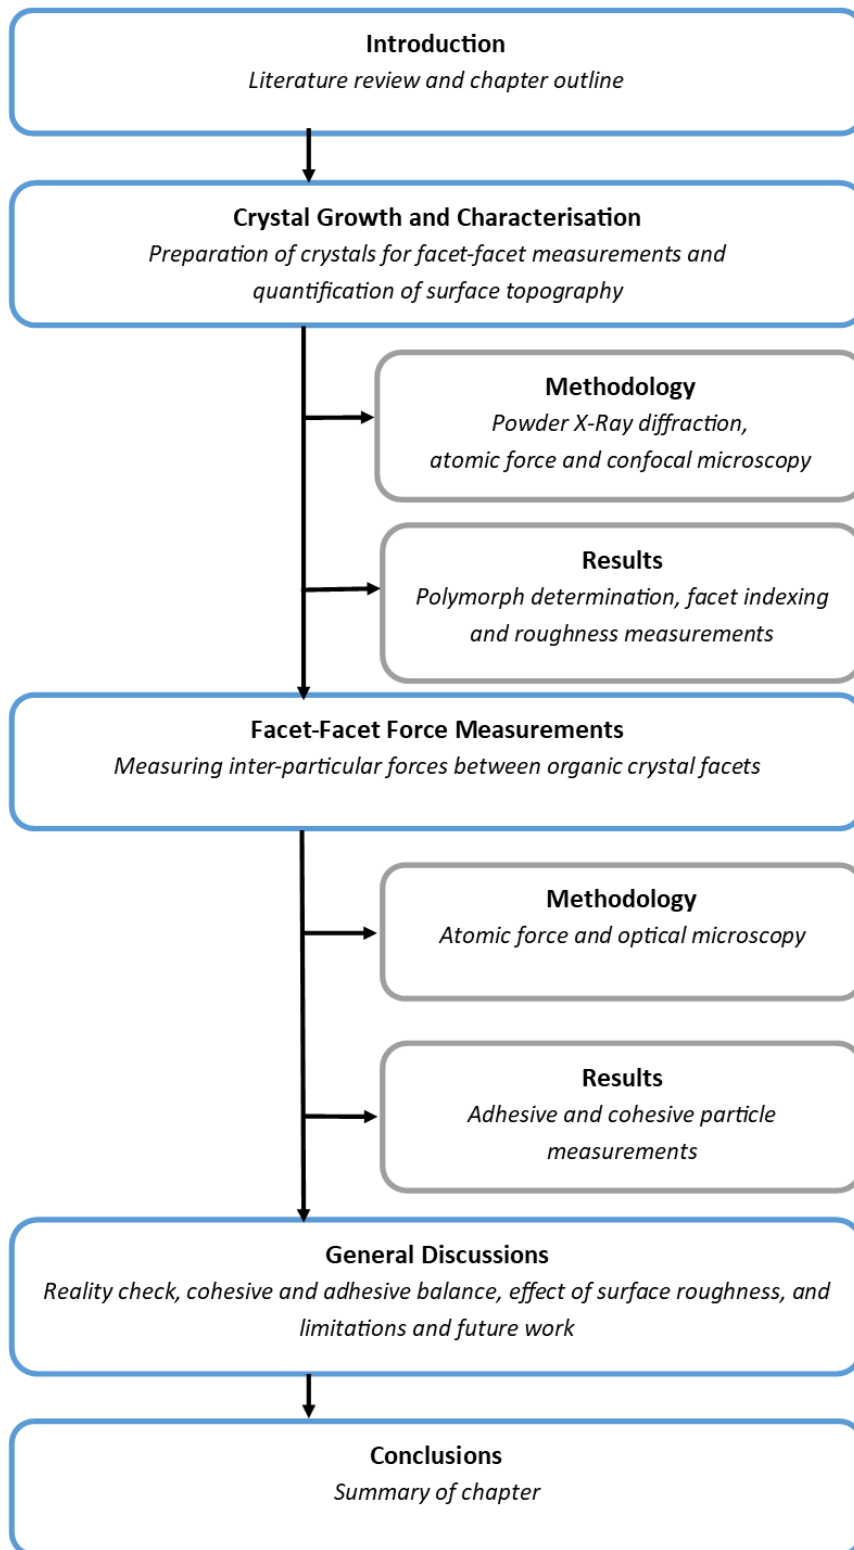 Introduction
Literature review and chapter outline
Crystal Growth and Characterisation
Preparation of crystals for facet-facet measurements and
quantification of surface topography
Methodology
Powder X-Ray diffraction,
atomic force and confocal microscopy
Results
Polymorph determination, facet indexing
and roughness measurements
Facet-Facet Force Measurements
Measuring inter-particular forces between organic crystal facets
Methodology
Atomic force and optical microscopy
Results
Adhesive and cohesive particle
measurements
General Discussions
Reality check, cohesive and adhesive balance, effect of surface roughness, and
limitations and future work
Conclusions
Summary of chapter